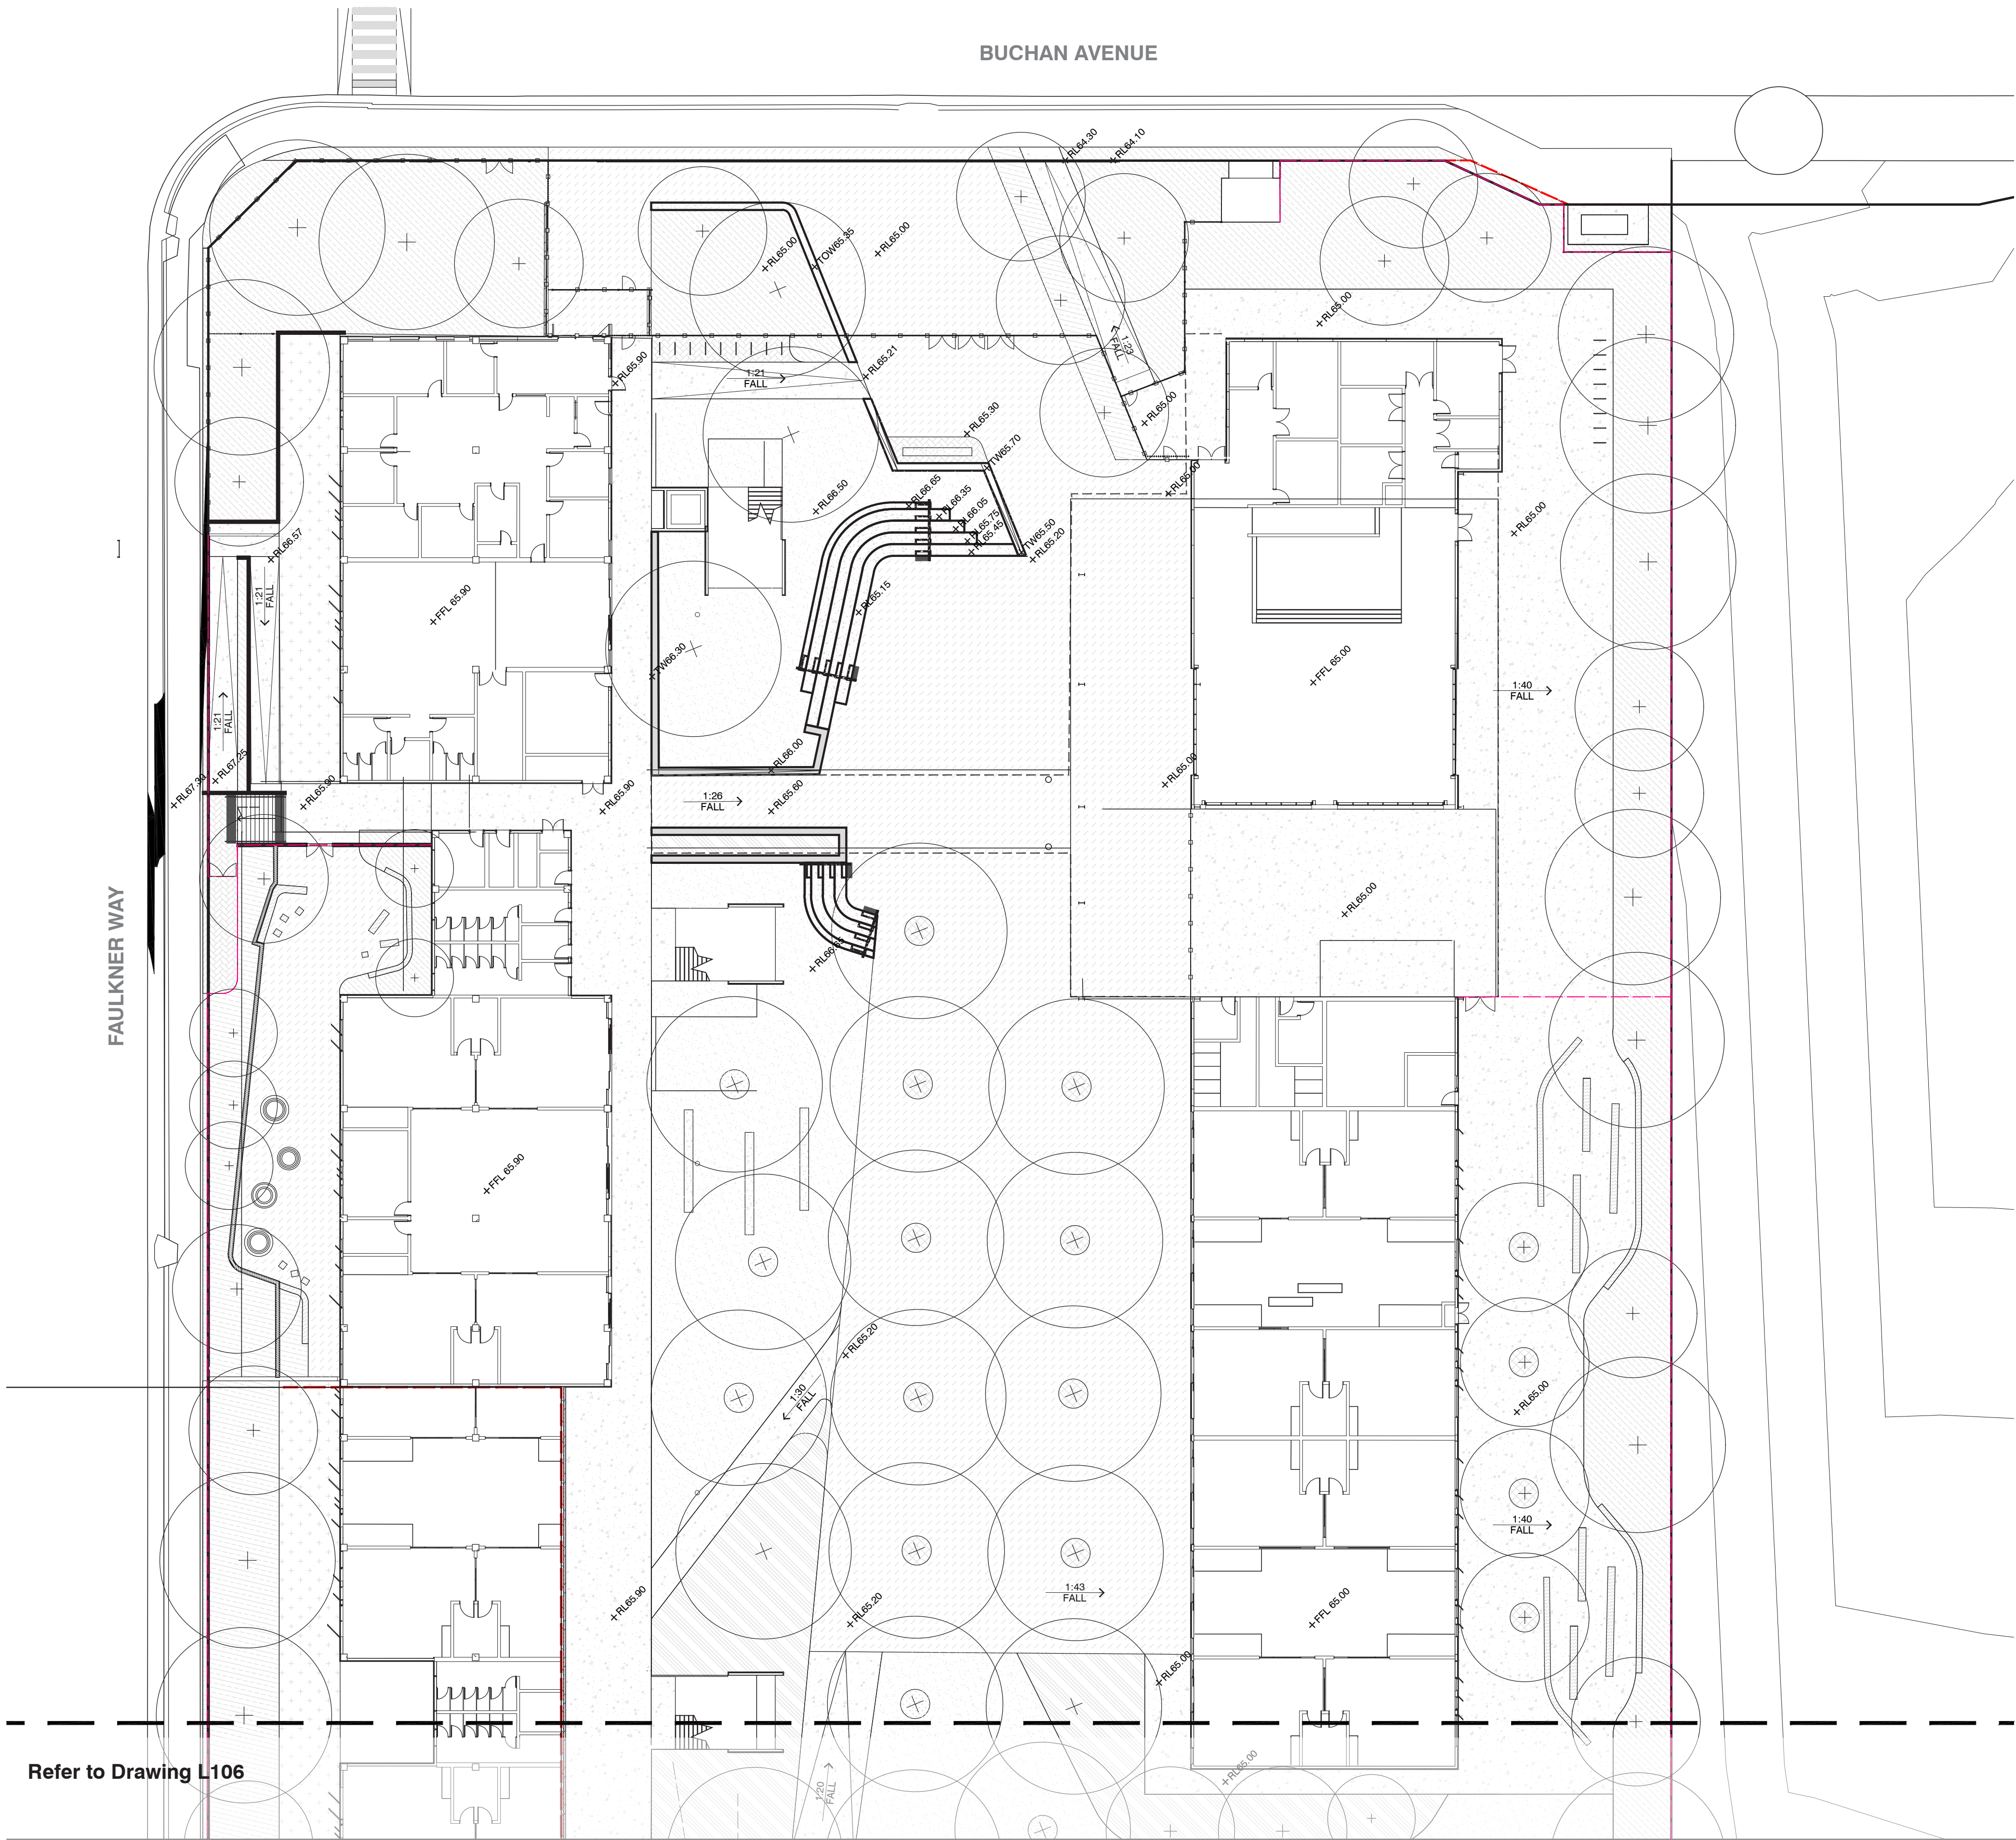 BUCHAN AVENUE
+RL64.30
+RL64.10
+RL65.00
+TOW65.35
+RL65.00
+RL65.00
1:23
FALL
+RL65.90
1:21
FALL
+RL65.21
+RL65.30
+RL65.00
+TW65.70
+RL65.00
+RL66.50
+RL66.65
+RL66.35
+RL66.05
+RL65.75
+RL65.45
TW65.50
+RL65.20
+RL65.00
+RL66.57
1:21
FALL
+FFL 65.90
+RL65.15
+TW66.30
+FFL 65.00
1:40
FALL
1:21
FALL
+RL67.30
+RL67.25
+RL65.90
+RL65.90
+RL66.00
1:26
FALL
+RL65.60
+RL65.00
FAULKNER WAY
+RL65.00
+FFL 65.90
+RL65.20
1:30
FALL
+RL65.00
1:40
FALL
+RL65.90
+RL65.20
1:43
FALL
+FFL 65.00
+RL65.00
Refer to Drawing L106
1:20
FALL
+RL65.00